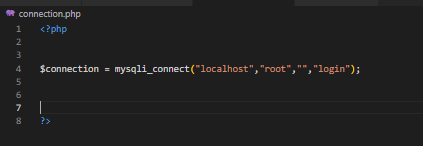 connection.php
1 <?php
2
3
4 $connection = mysqli_connect("localhost","root","","login");
5
6
7
8 ?>